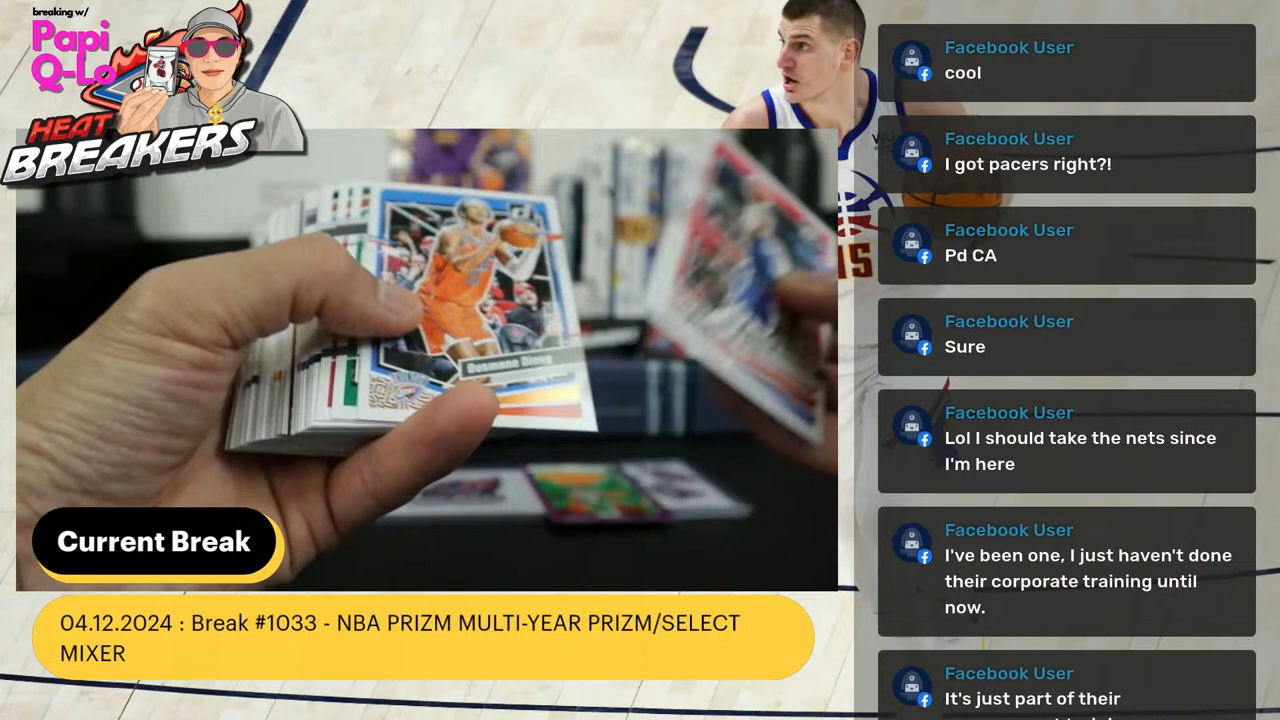 breaking w/
Papi
Q-Lo
HEAT
BREAKERS
Ousmane Dieng
Current Break
04.12.2024 : Break #1033 - NBA PRIZM MULTI-YEAR PRIZM/SELECT
MIXER
15
Facebook User
cool
Facebook User
I got pacers right?!
Facebook User
Pd CA
Facebook User
Sure
Facebook User
Lol I should take the nets since
I'm here
Facebook User
I've been one, I just haven't done
their corporate training until
now.
Facebook User
It's just part of their